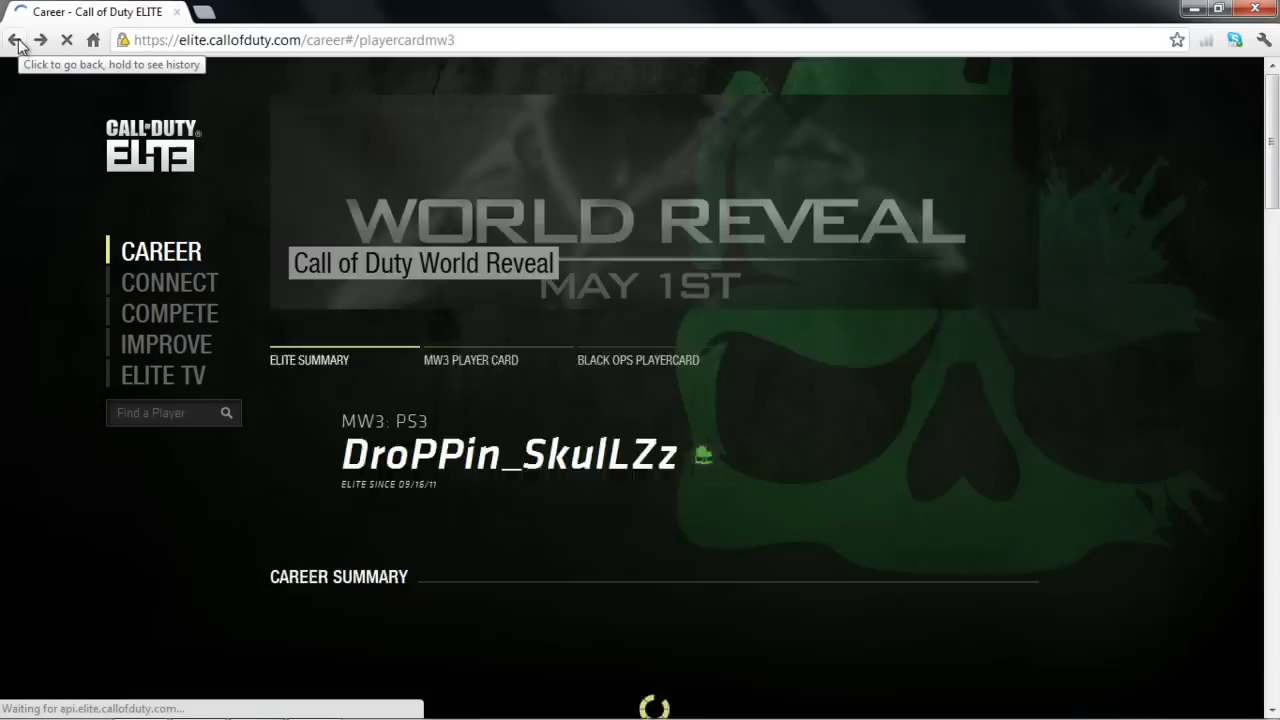 Career - Call of Duty ELITE
https://elite.callofduty.com/career#/playercardmw3
Click to go back, hold to see history
CALL OF DUTY®
ELITE
WORLD REVEAL
Call of Duty World Reveal
MAY 1ST
CAREER
CONNECT
COMPETE
IMPROVE
ELITE TV
Find a Player
ELITE SUMMARY
MW3 PLAYER CARD
BLACK OPS PLAYERCARD
MW3: PS3
DroPPin_SkulLZz
ELITE SINCE 09/16/11
CAREER SUMMARY
Waiting for api.elite.callofduty.com...